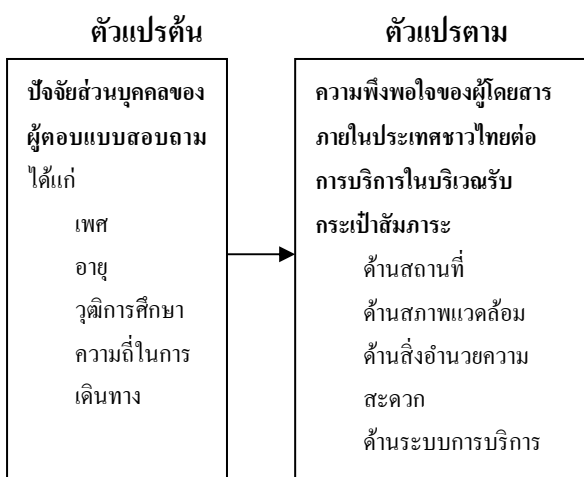 ตัวแปรต้น
ปัจจัยส่วนบุคคลของ
ผู้ตอบแบบสอบถาม
ได้แก่
เพศ
อายุ
วุฒิการศึกษา
ความถี่ในการ
เดินทาง
ตัวแปรตาม
ความพึงพอใจของผู้โดยสาร
ภายในประเทศชาวไทยต่อ
การบริการในบริเวณรับ
กระเป๋าสัมภาระ
ด้านสถานที่
ด้านสภาพแวดล้อม
ด้านสิ่งอำนวยความ
สะดวก
ด้านระบบการบริการ